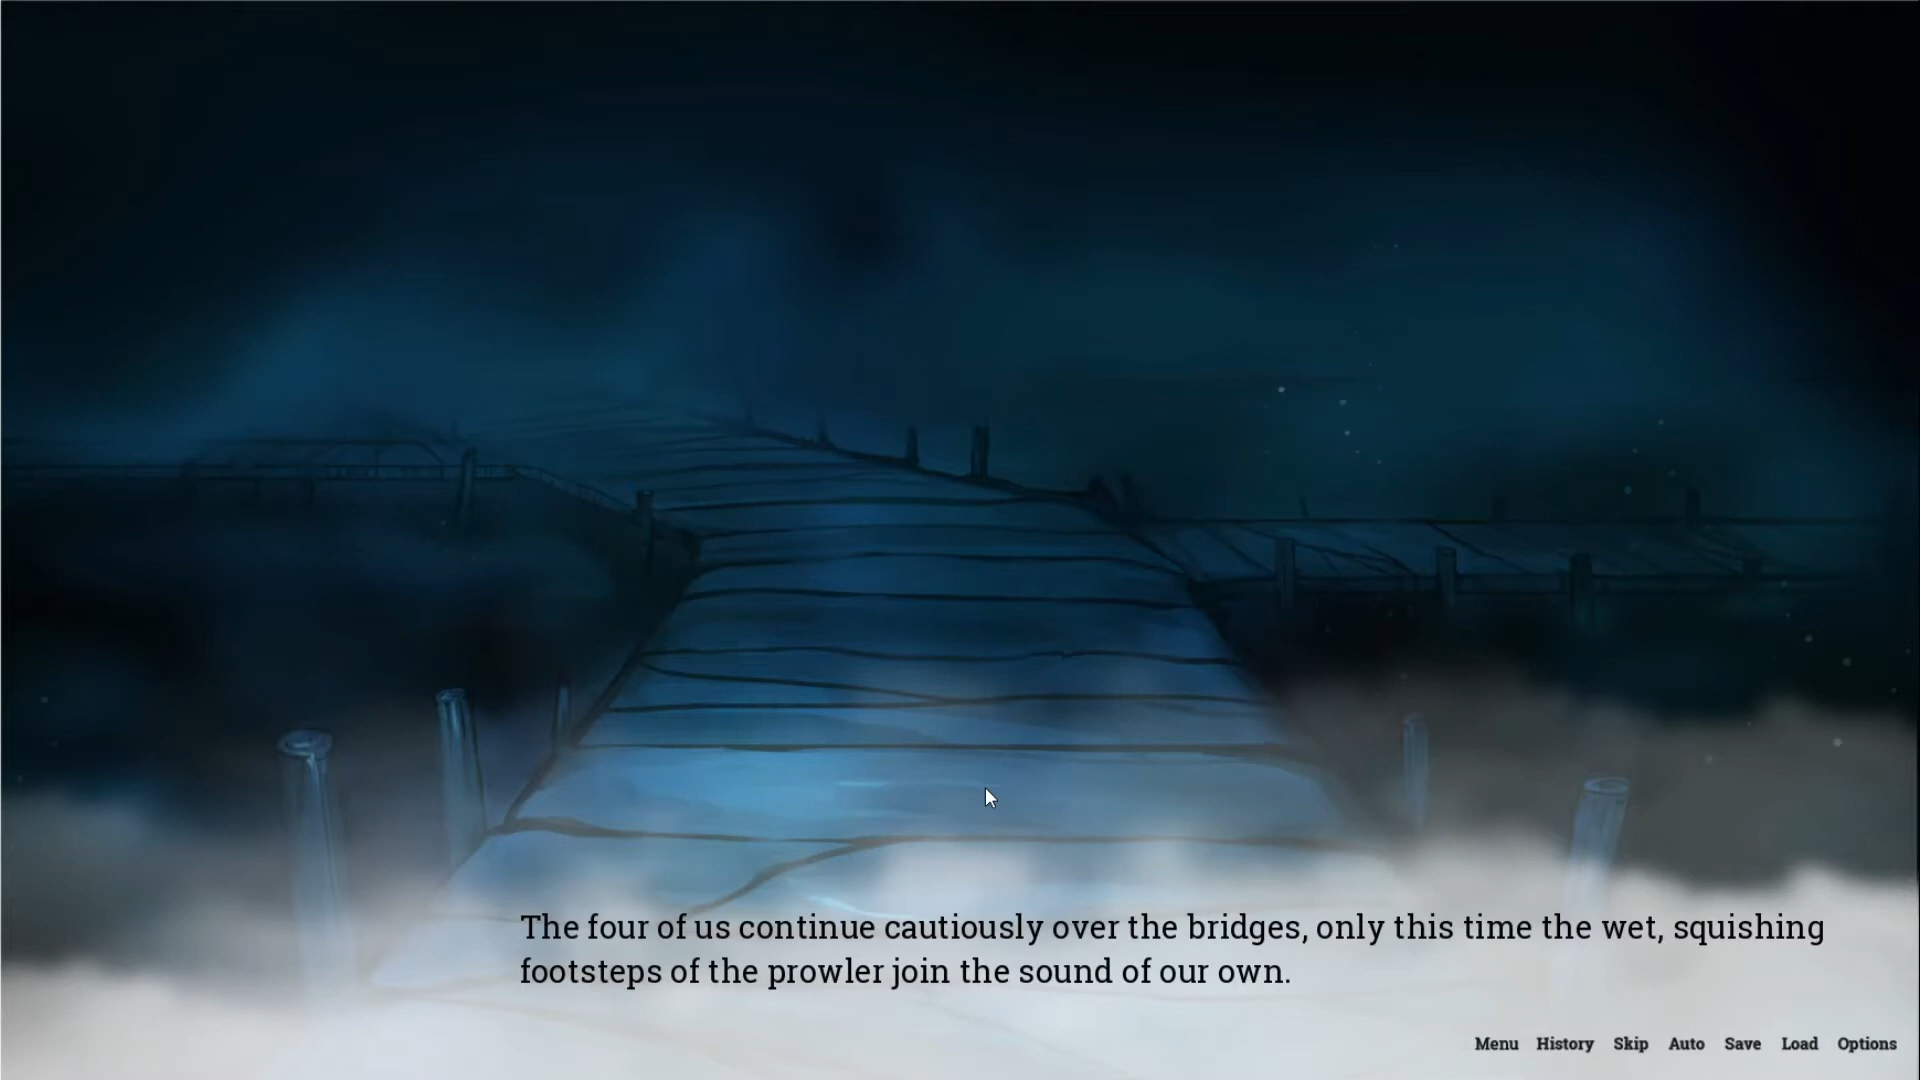 The four of us continue cautiously over the bridges, only this time the wet, squishing
footsteps of the prowler join the sound of our own.
Menu History Skip Auto Save Load Options